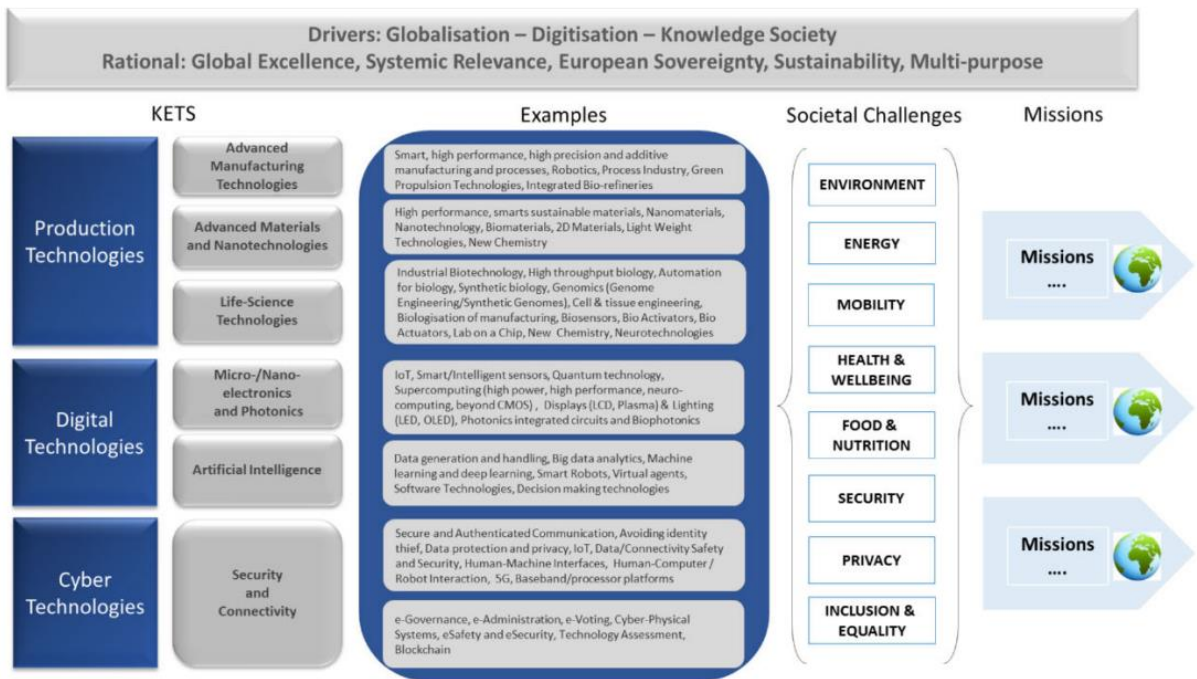 Drivers: Globalisation – Digitisation – Knowledge Society
Rational: Global Excellence, Systemic Relevance, European Sovereignty, Sustainability, Multi-purpose
KETS
Examples
Societal Challenges
Missions
Production
Technologies
Advanced
Manufacturing
Technologies
Smart, high performance, high precision and additive
manufacturing and processes, Robotics, Process Industry, Green
Propulsion Technologies, Integrated Bio-refineries
Advanced Materials
and Nanotechnologies
High performance, smarts sustainable materials, Nanomaterials,
Nanotechnology, Biomaterials, 2D Materials, Light Weight
Technologies, New Chemistry
Life-Science
Technologies
Industrial Biotechnology, High throughput biology, Automation
for biology, Synthetic biology, Genomics (Genome
Engineering/Synthetic Genomes), Cell & tissue engineering,
Biologisation of manufacturing, Biosensors, Bio Activators, Bio
Actuators, Lab on a Chip, New Chemistry, Neurotechnologies
Digital
Technologies
Micro-/Nano-
electronics
and Photonics
IoT, Smart/Intelligent sensors, Quantum technology,
Supercomputing (high power, high performance, neuro-
computing, beyond CMOS) , Displays (LCD, Plasma) & Lighting
(LED, OLED), Photonics integrated circuits and Biophotonics
Artificial Intelligence
Data generation and handling, Big data analytics, Machine
learning and deep learning, Smart Robots, Virtual agents,
Software Technologies, Decision making technologies
Cyber
Technologies
Security
and
Connectivity
Secure and Authenticated Communication, Avoiding identity
thief, Data protection and privacy, IoT, Data/Connectivity Safety
and Security, Human-Machine Interfaces, Human-Computer /
Robot Interaction, 5G, Baseband/processor platforms
e-Governance, e-Administration, e-Voting, Cyber-Physical
Systems, eSafety and eSecurity, Technology Assessment,
Blockchain
ENVIRONMENT
ENERGY
MOBILITY
HEALTH &
WELLBEING
FOOD &
NUTRITION
SECURITY
PRIVACY
INCLUSION &
EQUALITY
Missions
....
Missions
....
Missions
....